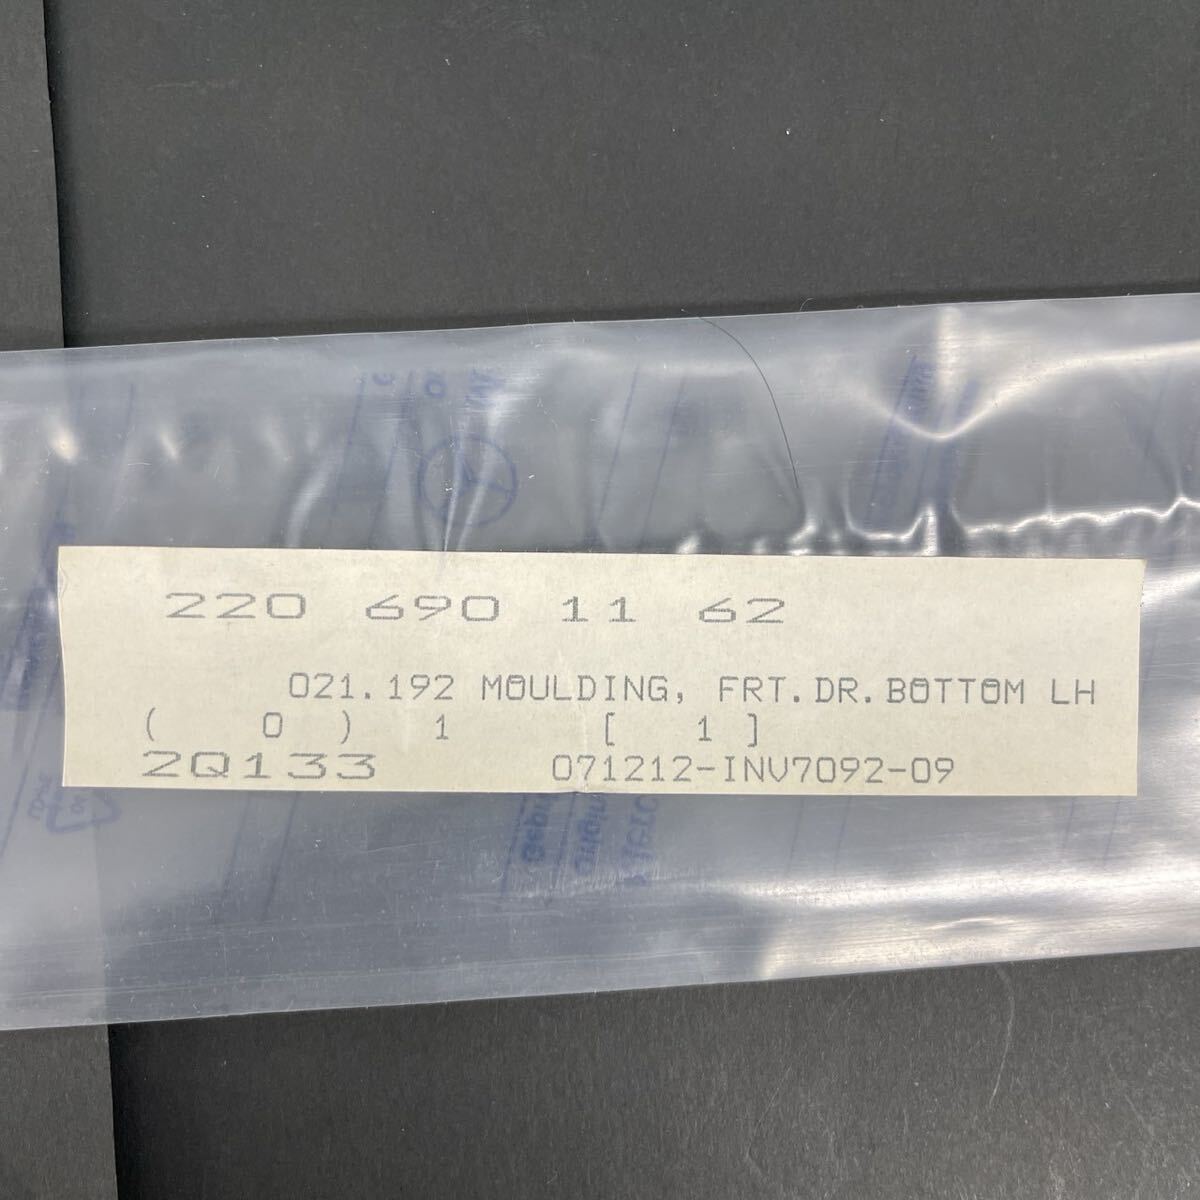 220 690 11 62
021.192 MOULDING, FRT.DR.BOTTOM LH
( 0 ) 1 [ 1 ]
2Q133 071212-INV7092-09